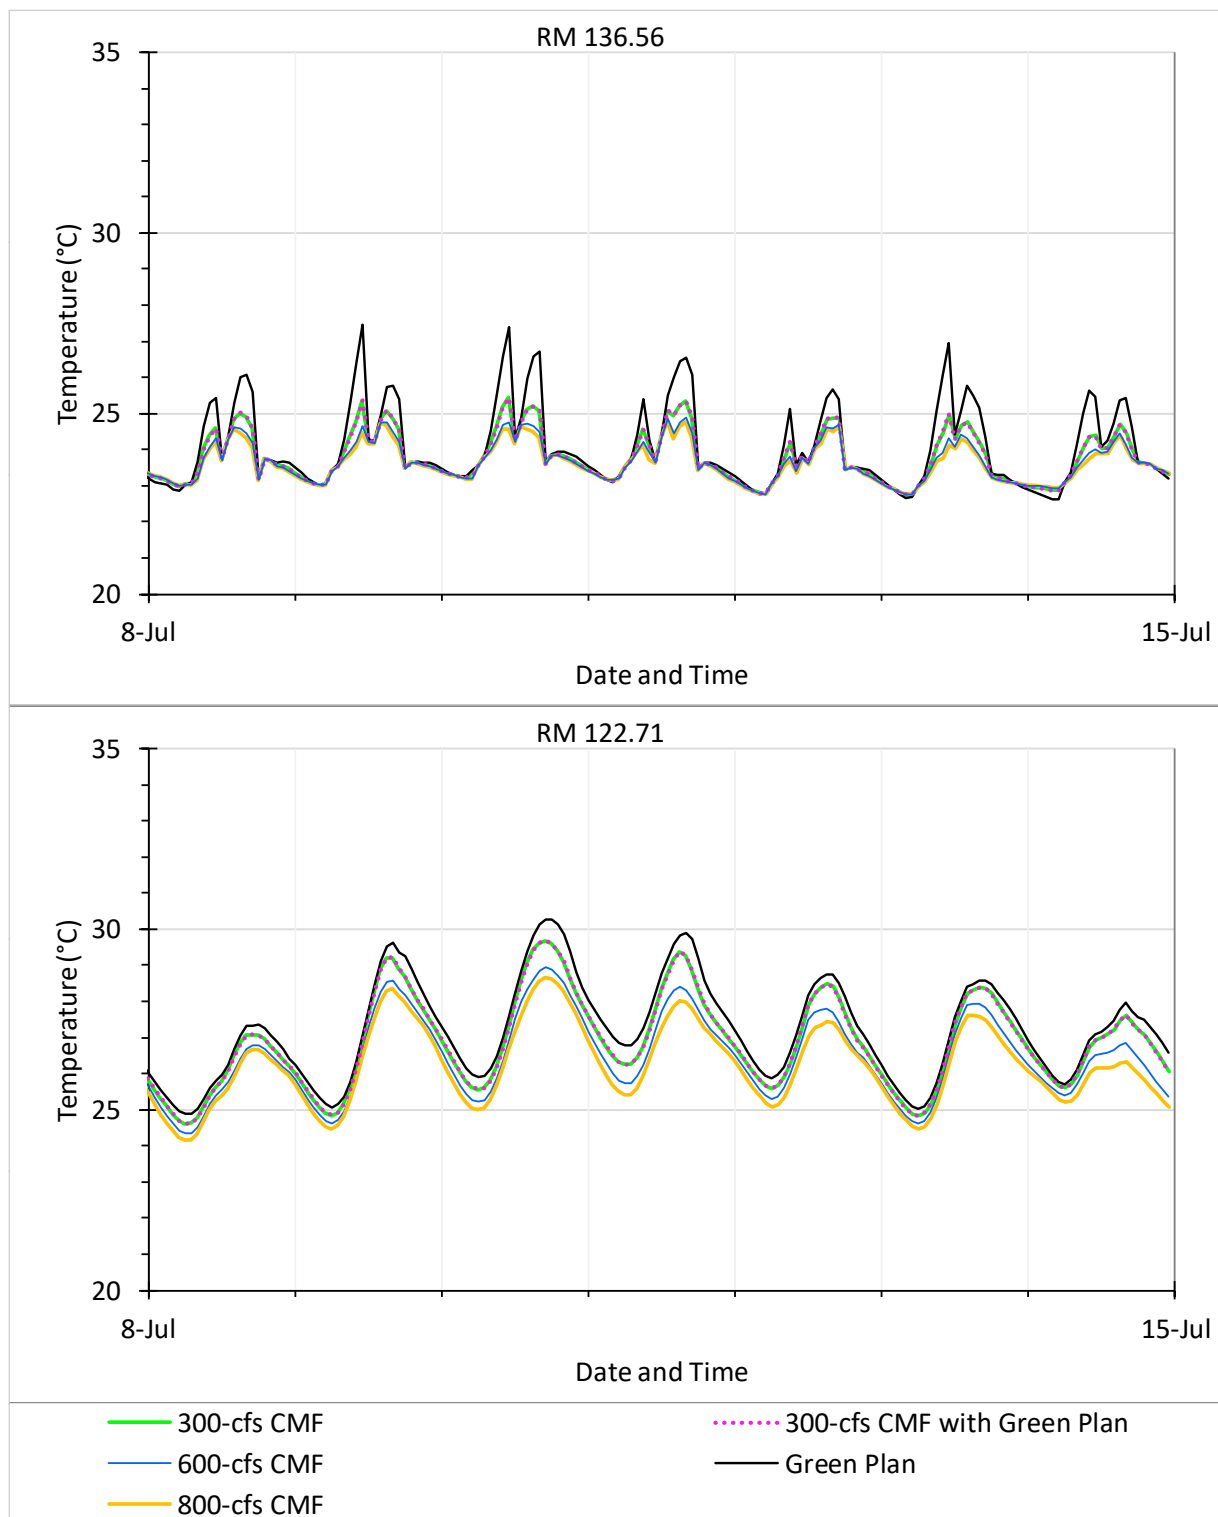 RM 136.56
35
30
25
20
Temperature (°C)
8-Jul
15-Jul
Date and Time
RM 122.71
35
30
25
20
Temperature (°C)
8-Jul
15-Jul
Date and Time
300-cfs CMF
300-cfs CMF with Green Plan
600-cfs CMF
Green Plan
800-cfs CMF